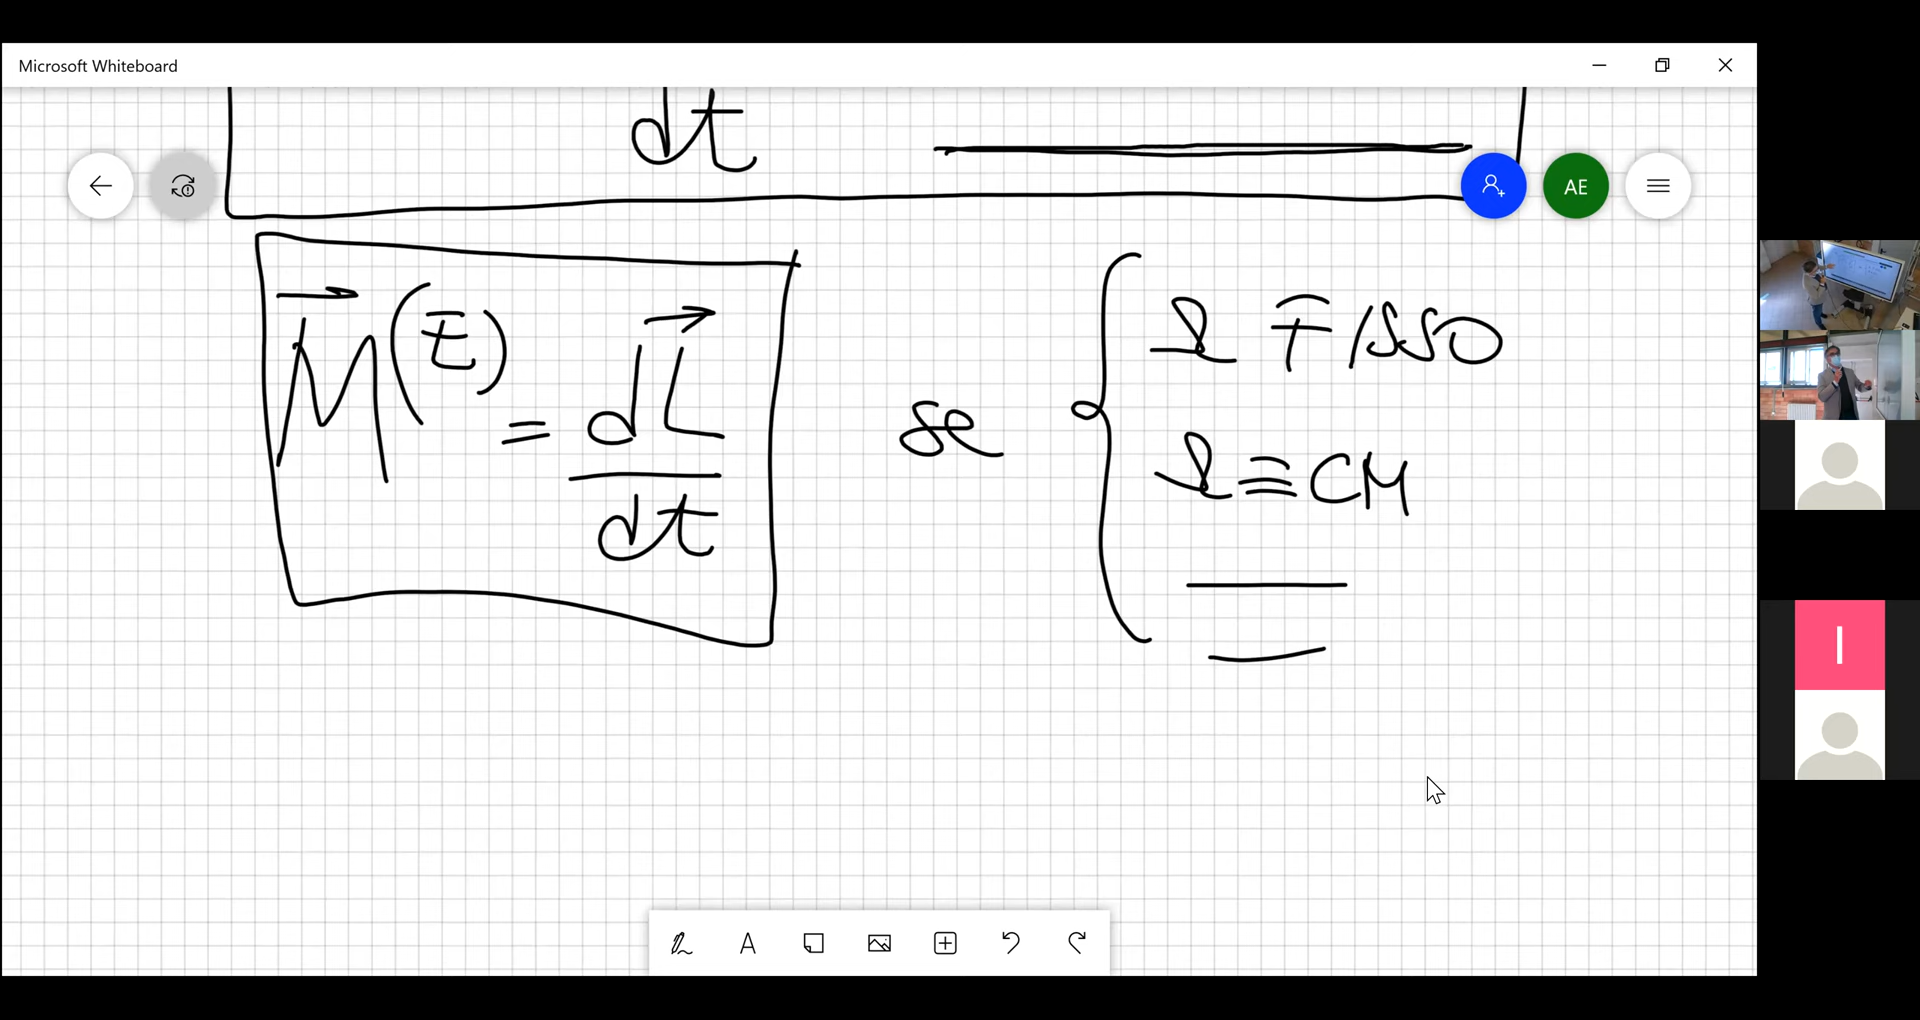 Microsoft Whiteboard
dt
AE
M⃗^(E) = dL⃗/dt se { Ω FISSO
Ω ≡ CM
I